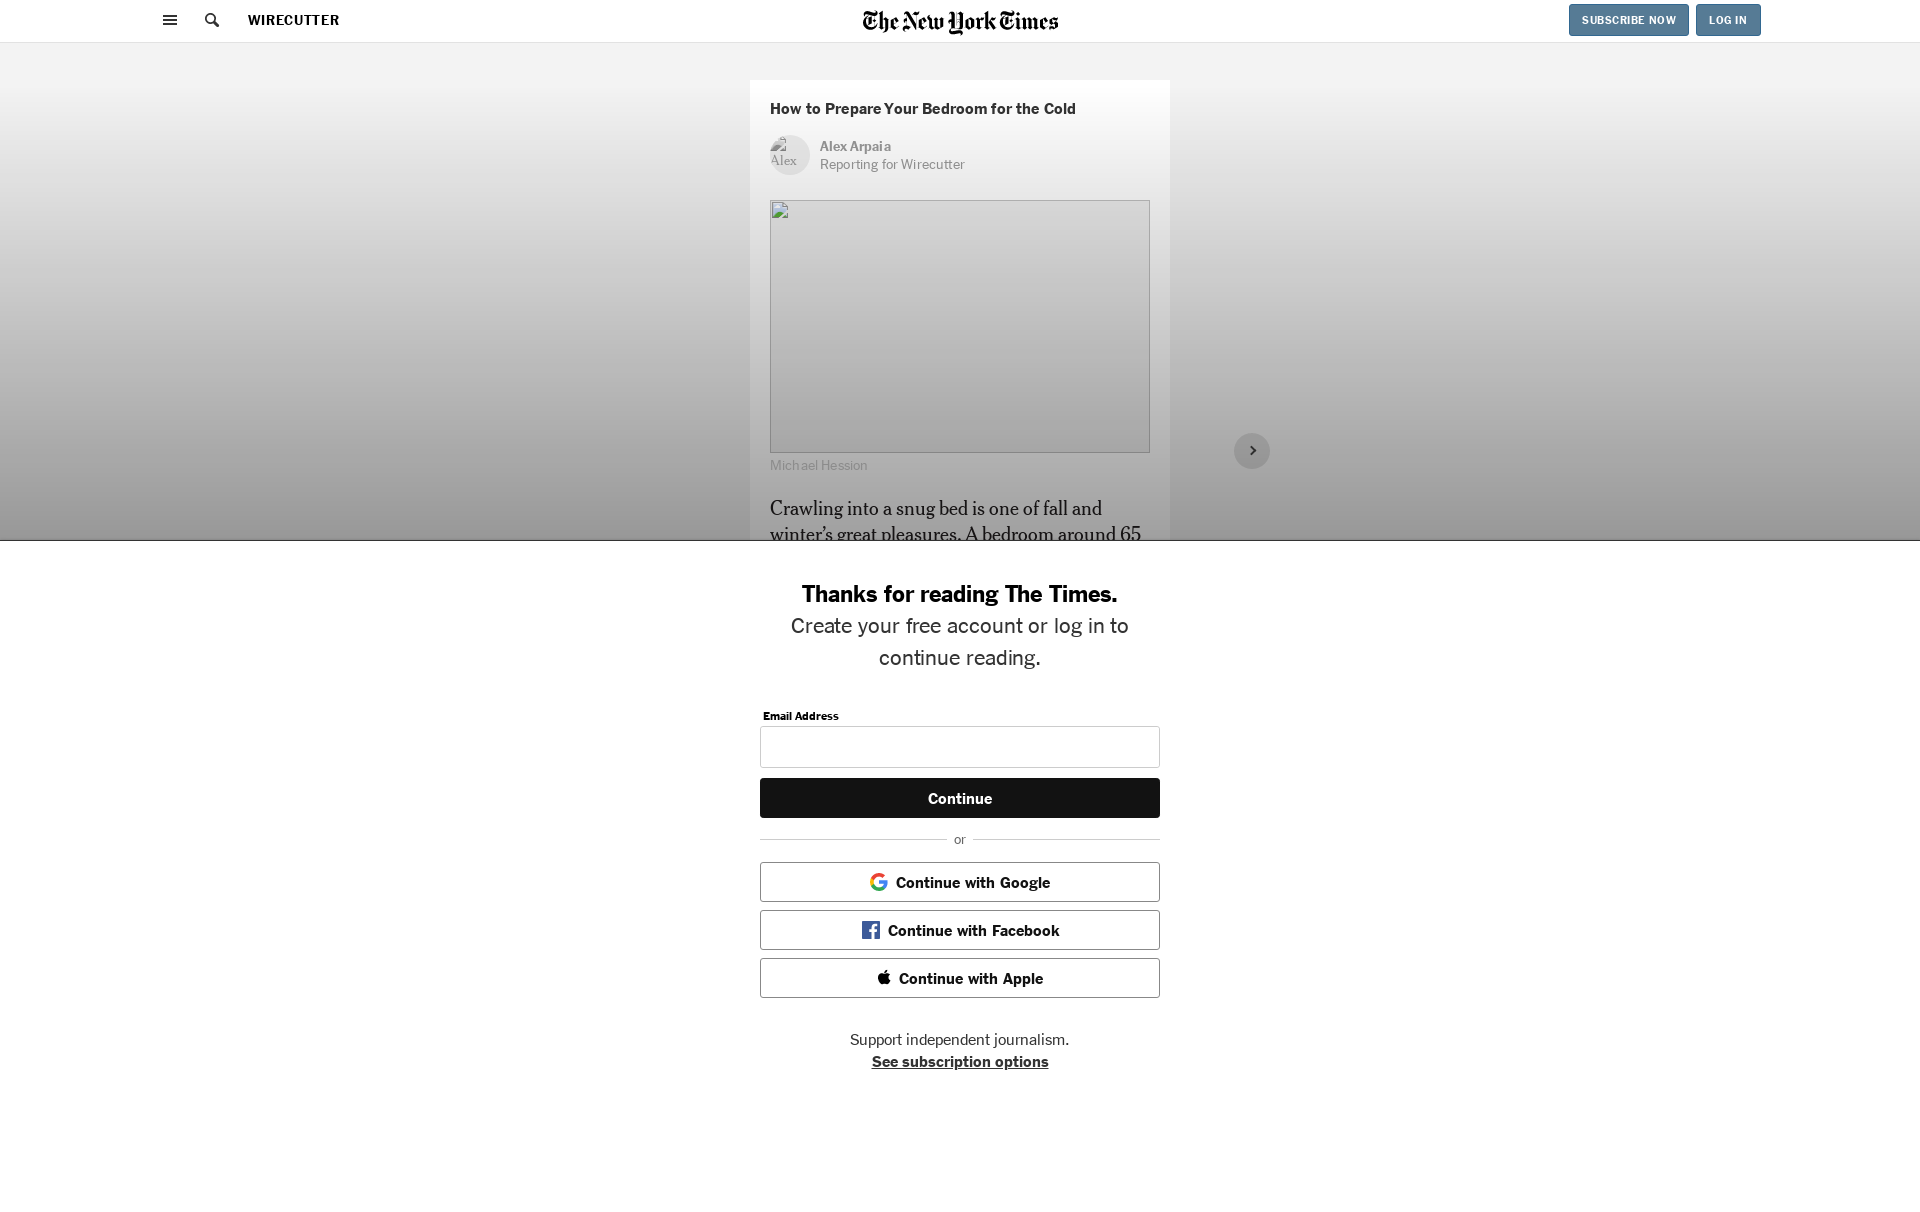 WIRECUTTER
The New York Times
SUBSCRIBE NOW
LOG IN
How to Prepare Your Bedroom for the Cold
Alex
Alex Arpaia
Reporting for Wirecutter
Michael Hession
Crawling into a snug bed is one of fall and
winter’s great pleasures. A bedroom around 65
Thanks for reading The Times.
Create your free account or log in to
continue reading.
Email Address
Continue
or
Continue with Google
Continue with Facebook
Continue with Apple
Support independent journalism.
See subscription options